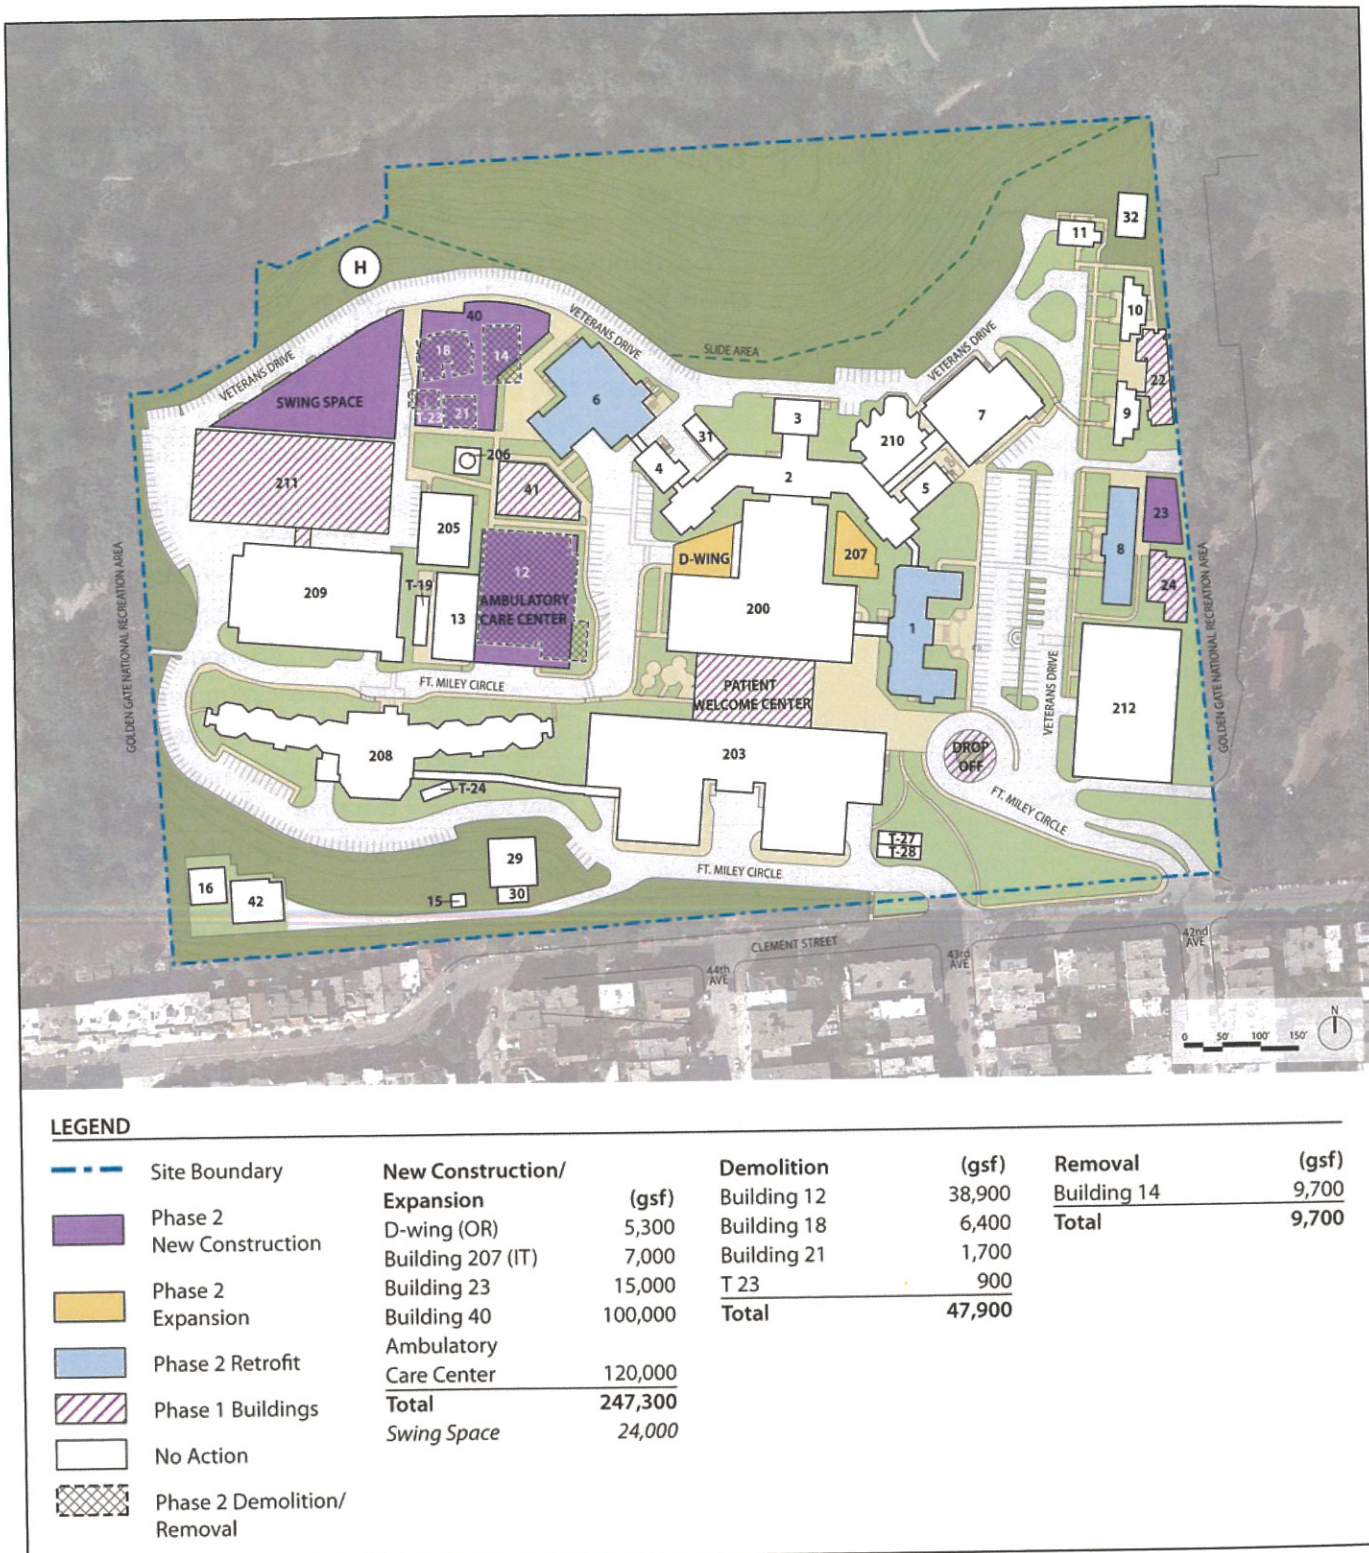 H
32
11
10
22
9
40
18
14
T-23
21
VETERANS DRIVE
VETERANS DRIVE
VETERANS DRIVE
SLIDE AREA
SWING SPACE
6
3
31
4
2
210
7
5
206
211
41
205
12
D-WING
207
8
23
24
209
T-19
13
AMBULATORY
CARE CENTER
200
1
FT. MILEY CIRCLE
PATIENT
WELCOME CENTER
VETERANS DRIVE
212
GOLDEN GATE NATIONAL RECREATION AREA
GOLDEN GATE NATIONAL RECREATION AREA
208
T-24
203
DROP
OFF
FT. MILEY CIRCLE
T-27
T-28
29
30
15
16
42
FT. MILEY CIRCLE
CLEMENT STREET
44th
AVE
43rd
AVE
42nd
AVE
N
0 50' 100' 150'
LEGEND
Site Boundary
Phase 2
New Construction
Phase 2
Expansion
Phase 2 Retrofit
Phase 1 Buildings
No Action
Phase 2 Demolition/
Removal
New Construction/
Expansion (gsf)
D-wing (OR) 5,300
Building 207 (IT) 7,000
Building 23 15,000
Building 40 100,000
Ambulatory
Care Center 120,000
Total 247,300
Swing Space 24,000
Demolition (gsf)
Building 12 38,900
Building 18 6,400
Building 21 1,700
T 23 900
Total 47,900
Removal (gsf)
Building 14 9,700
Total 9,700